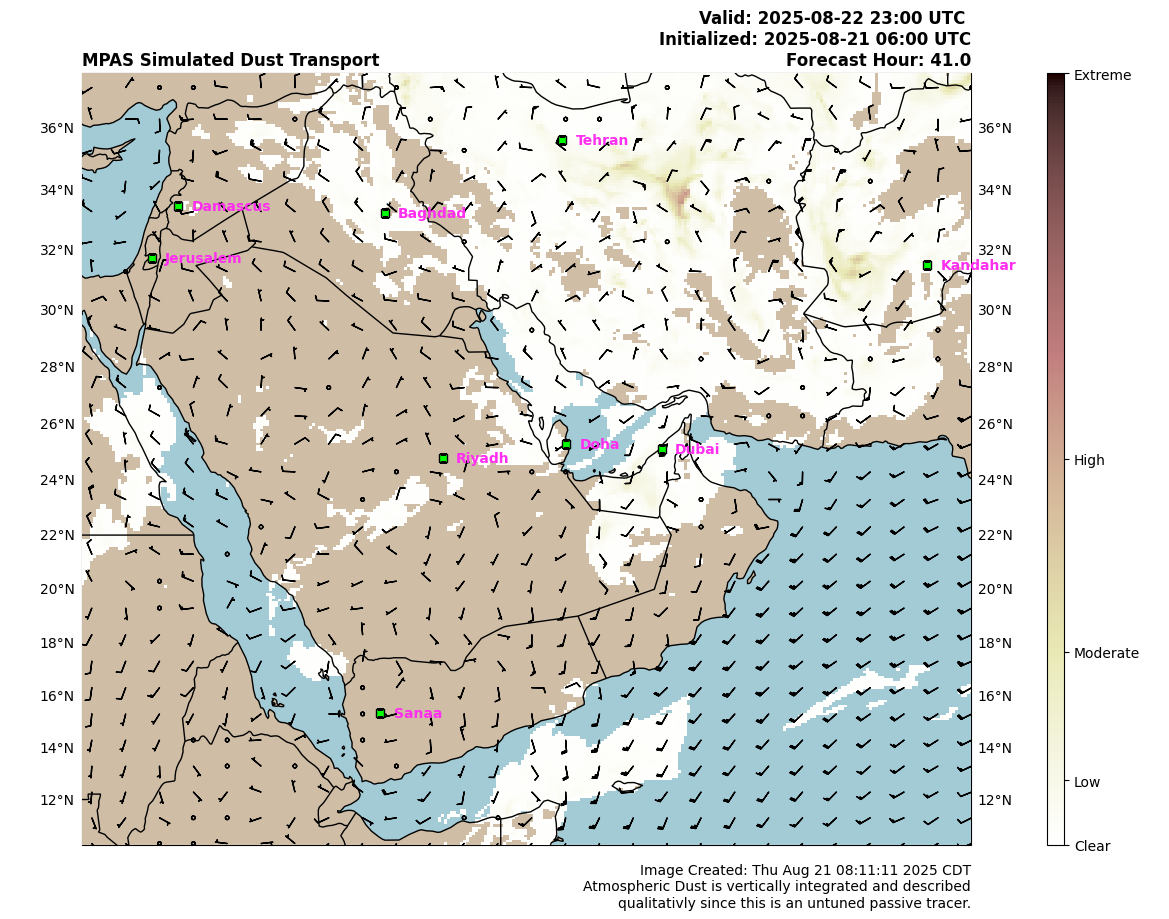 Valid: 2025-08-22 23:00 UTC
Initialized: 2025-08-21 06:00 UTC
MPAS Simulated Dust Transport
Forecast Hour: 41.0
Extreme
36°N
Tehran
36°N
34°N
Damascus
Baghdad
34°N
32°N
Jerusalem
32°N
Kandahar
30°N
30°N
28°N
28°N
26°N
Doha
Dubai
26°N
24°N
Riyadh
24°N
High
22°N
22°N
20°N
20°N
18°N
18°N
Moderate
16°N
Sanaa
16°N
14°N
14°N
12°N
12°N
Low
Clear
Image Created: Thu Aug 21 08:11:11 2025 CDT
Atmospheric Dust is vertically integrated and described
qualitativly since this is an untuned passive tracer.